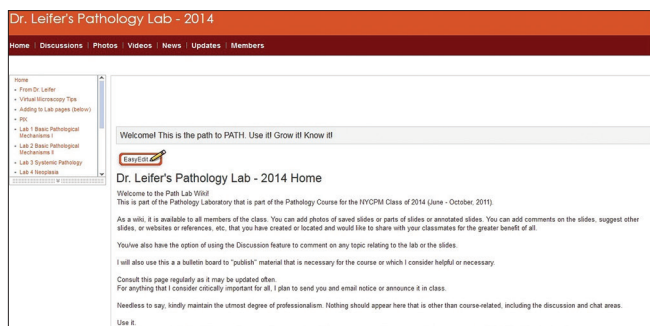 Dr. Leifer's Pathology Lab - 2014
Home | Discussions | Photos | Videos | News | Updates | Members
Home
From Dr. Leifer
Virtual Microscopy Tips
Adding to Lab pages (below)
PIX
Lab 1 Basic Pathological
Mechanisms I
Lab 2 Basic Pathological
Mechanisms II
Lab 3 Systemic Pathology
Lab 4 Neoplasia
Welcome! This is the path to PATH. Use it! Grow it! Know it!
EasyEdit
Dr. Leifer's Pathology Lab - 2014 Home
Welcome to the Path Lab Wiki!
This is part of the Pathology Laboratory that is part of the Pathology Course for the NYCPM Class of 2014 (June - October, 2011).
As a wiki, it is available to all members of the class. You can add photos of saved slides or parts of slides or annotated slides. You can add comments on the slides, suggest other
slides, or websites or references, etc, that you have created or located and would like to share with your classmates for the greater benefit of all.
You/we also have the option of using the Discussion feature to comment on any topic relating to the lab or the slides.
I will also use this a a bulletin board to "publish" material that is necessary for the course or which I consider helpful or necessary.
Consult this page regularly as it may be updated often.
For anything that I consider critically important for all, I plan to send you and email notice or announce it in class.
Needless to say, kindly maintain the utmost degree of professionalism. Nothing should appear here that is other than course-related, including the discussion and chat areas.
Use it.